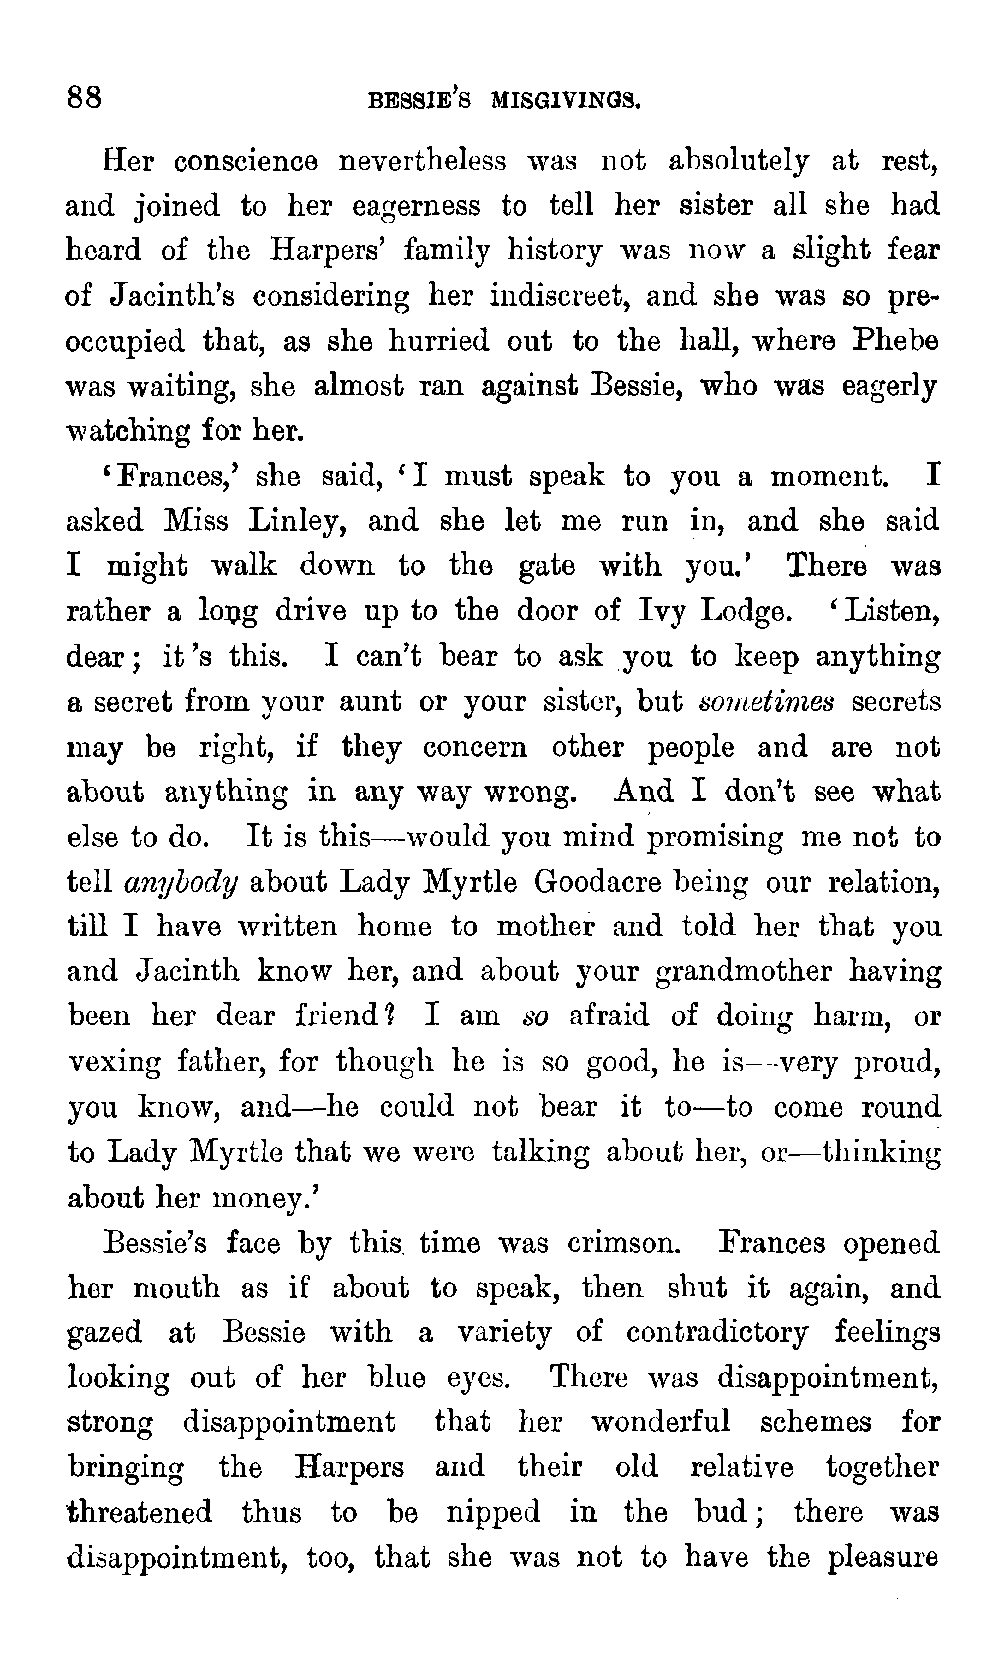 88 BESSIE'S MISGIVINGS.
Her conscience nevertheless was not absolutely at rest,
and joined to her eagerness to tell her sister all she had
heard of the Harpers' family history was now a slight fear
of Jacinth's considering her indiscreet, and she was so pre-
occupied that, as she hurried out to the hall, where Phebe
was waiting, she almost ran against Bessie, who was eagerly
watching for her.
‘Frances,’ she said, ‘I must speak to you a moment. I
asked Miss Linley, and she let me run in, and she said
I might walk down to the gate with you.’ There was
rather a long drive up to the door of Ivy Lodge. ‘Listen,
dear; it's this. I can't bear to ask you to keep anything
a secret from your aunt or your sister, but sometimes secrets
may be right, if they concern other people and are not
about anything in any way wrong. And I don't see what
else to do. It is this—would you mind promising me not to
tell anybody about Lady Myrtle Goodacre being our relation,
till I have written home to mother and told her that you
and Jacinth know her, and about your grandmother having
been her dear friend? I am so afraid of doing harm, or
vexing father, for though he is so good, he is—very proud,
you know, and—he could not bear it to—to come round
to Lady Myrtle that we were talking about her, or—thinking
about her money.’
Bessie's face by this time was crimson. Frances opened
her mouth as if about to speak, then shut it again, and
gazed at Bessie with a variety of contradictory feelings
looking out of her blue eyes. There was disappointment,
strong disappointment that her wonderful schemes for
bringing the Harpers and their old relative together
threatened thus to be nipped in the bud; there was
disappointment, too, that she was not to have the pleasure